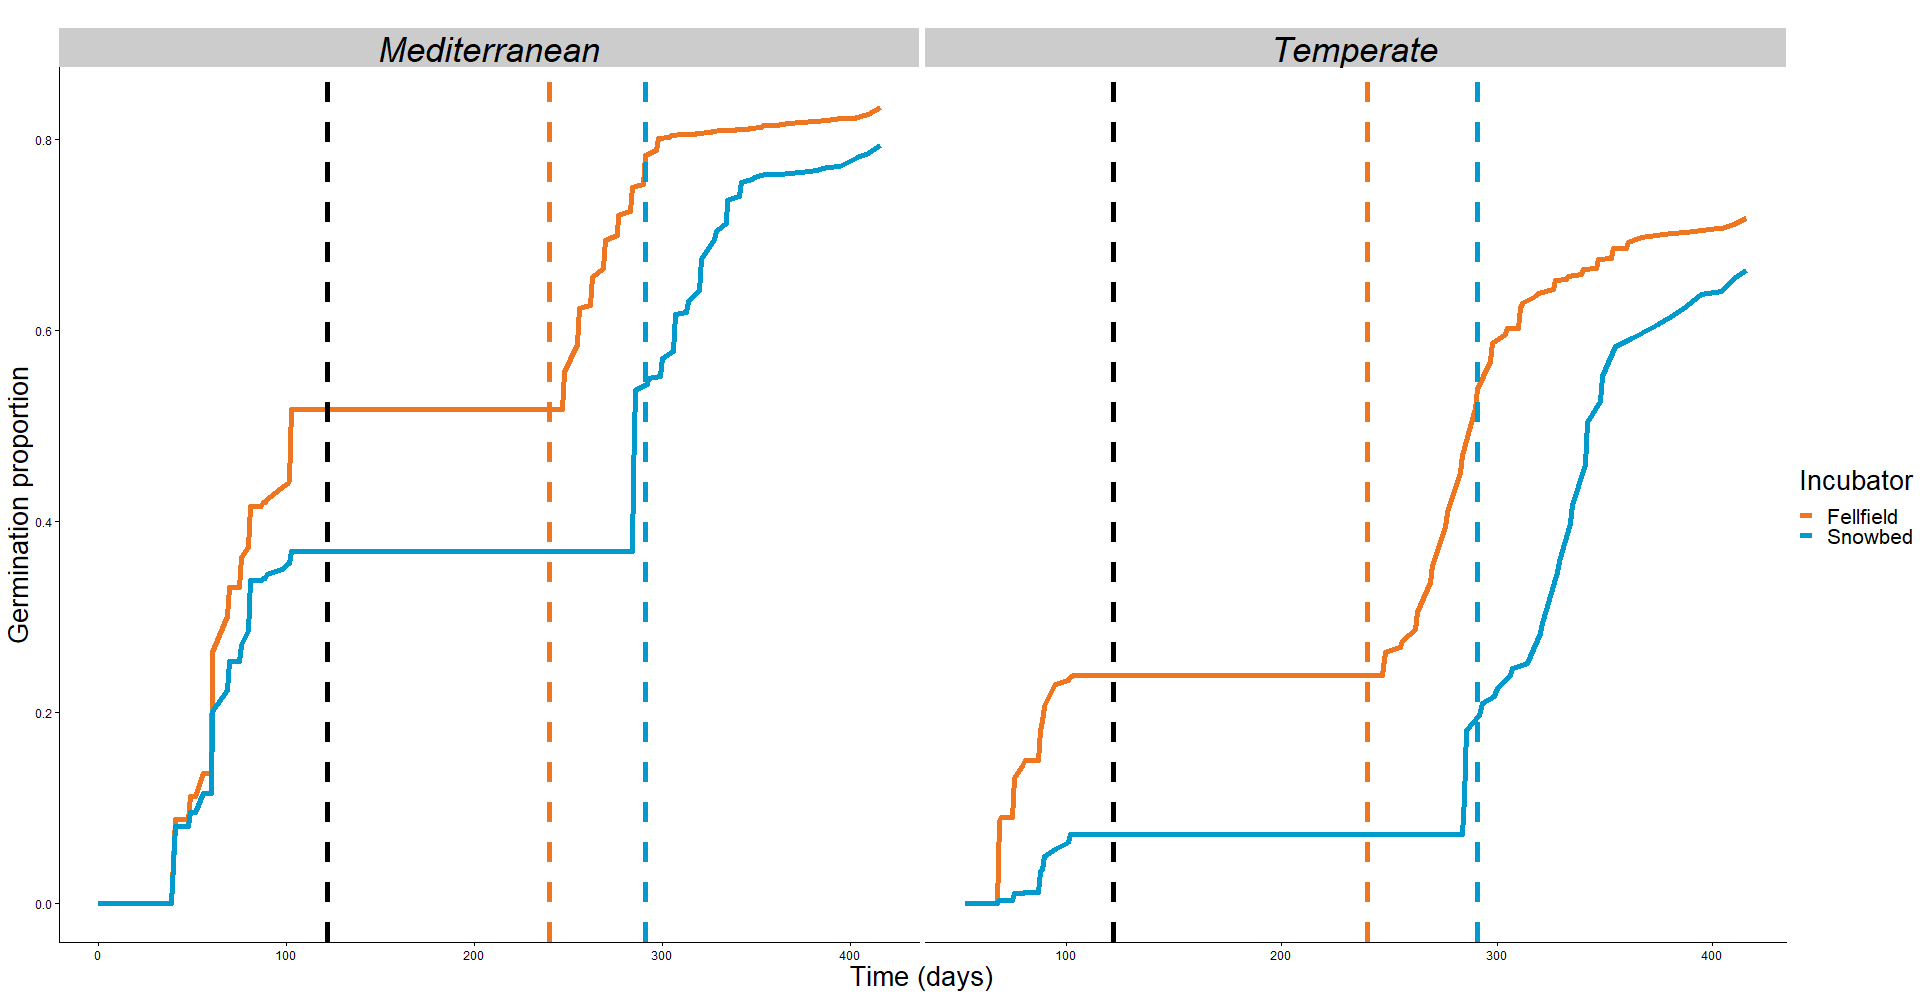 Mediterranean
Temperate
Germination proportion
0.8
0.6
0.4
0.2
0.0
0 100 200 300 400
100 200 300 400
Time (days)
Incubator
Fellfield
Snowbed